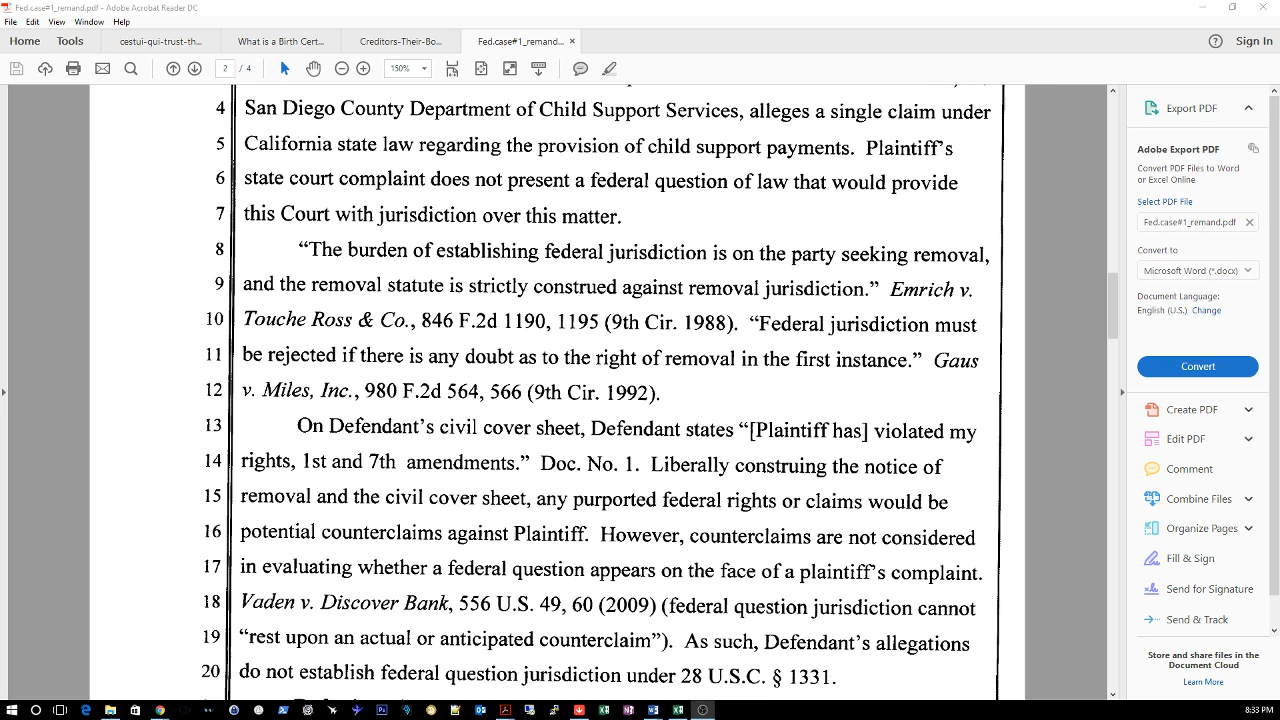 Fed.case#1_remand.pdf - Adobe Acrobat Reader DC
File Edit View Window Help
Home Tools cestui-qui-trust-th... What is a Birth Cert... Creditors-Their-Bo... Fed.case#1_remand... × Sign In
2 / 4 150%
4 San Diego County Department of Child Support Services, alleges a single claim under
5 California state law regarding the provision of child support payments. Plaintiff's
6 state court complaint does not present a federal question of law that would provide
7 this Court with jurisdiction over this matter.
8 “The burden of establishing federal jurisdiction is on the party seeking removal,
9 and the removal statute is strictly construed against removal jurisdiction.” Emrich v.
10 Touche Ross & Co., 846 F.2d 1190, 1195 (9th Cir. 1988). “Federal jurisdiction must
11 be rejected if there is any doubt as to the right of removal in the first instance.” Gaus
12 v. Miles, Inc., 980 F.2d 564, 566 (9th Cir. 1992).
13 On Defendant's civil cover sheet, Defendant states “[Plaintiff has] violated my
14 rights, 1st and 7th amendments.” Doc. No. 1. Liberally construing the notice of
15 removal and the civil cover sheet, any purported federal rights or claims would be
16 potential counterclaims against Plaintiff. However, counterclaims are not considered
17 in evaluating whether a federal question appears on the face of a plaintiff's complaint.
18 Vaden v. Discover Bank, 556 U.S. 49, 60 (2009) (federal question jurisdiction cannot
19 “rest upon an actual or anticipated counterclaim”). As such, Defendant's allegations
20 do not establish federal question jurisdiction under 28 U.S.C. § 1331.
Export PDF
Adobe Export PDF
Convert PDF Files to Word
or Excel Online
Select PDF File
Fed.case#1_remand.pdf
Convert to
Microsoft Word (*.docx)
Document Language:
English (U.S.) Change
Convert
Create PDF
Edit PDF
Comment
Combine Files
Organize Pages
Fill & Sign
Send for Signature
Send & Track
Store and share files in the
Document Cloud
Learn More
8:33 PM